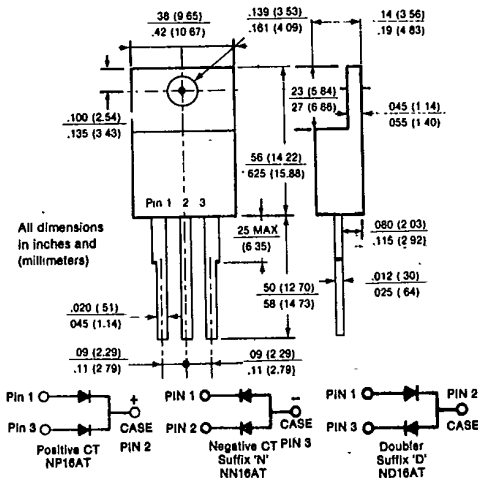 38 (9 65)
.42 (10 67)
.139 (3 53)
.161 (4 09)
.14 (3 56)
.19 (4 83)
.100 (2.54)
.135 (3 43)
23 (5 84)
27 (6 86)
045 (1 14)
055 (1 40)
56 (14 22)
.625 (15.88)
Pin 1 2 3
All dimensions
in inches and
(millimeters)
25 MAX
(6 35)
.080 (2 03)
.115 (2 92)
50 (12 70)
58 (14 73)
.012 ( 30)
025 ( 64)
.020 ( 51)
045 (1.14)
.09 (2 29)
.11 (2 79)
09 (2 29)
.11 (2 79)
Pin 1
Pin 3
+
CASE
PIN 2
Positive CT
NP16AT
PIN 1
PIN 2
−
CASE
PIN 3
Negative CT
Suffix 'N'
NN16AT
PIN 1
PIN 3
PIN 2
CASE
Doubler
Suffix 'D'
ND16AT